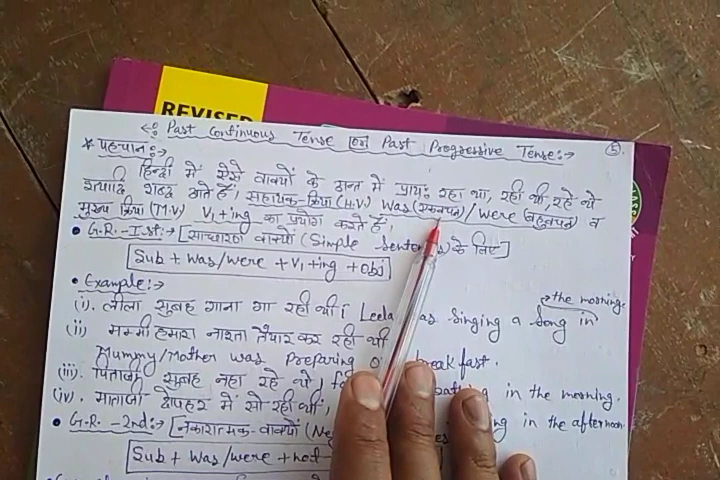 REVISED
Past Continuous Tense (or) Past Progressive Tense:→ (5)
* पहचान:→
हिन्दी में ऐसे वाक्यों के अन्त में प्रायः रहा था, रही थी, रहे थे
इत्यादि शब्द आते हैं, सहायक-क्रिया (H.V.) was (एकवचन) / were (बहुवचन) व
मुख्य क्रिया (M.V) V₁+ing का प्रयोग करते हैं,
• G.R.-Ist:→ [साधारण वाक्यों (Simple के लिए]
Sub + was/were + V₁+ing + obj
• Example:→
(i). लीला सुबह गाना गा रही थी। Leela was singing a song in the morning.
(ii) मम्मी हमारा नाश्ता तैयार कर रही थी
Mummy/Mother was preparing breakfast.
(iii). पिताजी सुबह नहा रहे थे, in the morning.
(iv). माताजी दोपहर में सो रही थी, in the afternoon
• G.R.-2nd:→ [नकारात्मक-वाक्यों
Sub + was/were + not